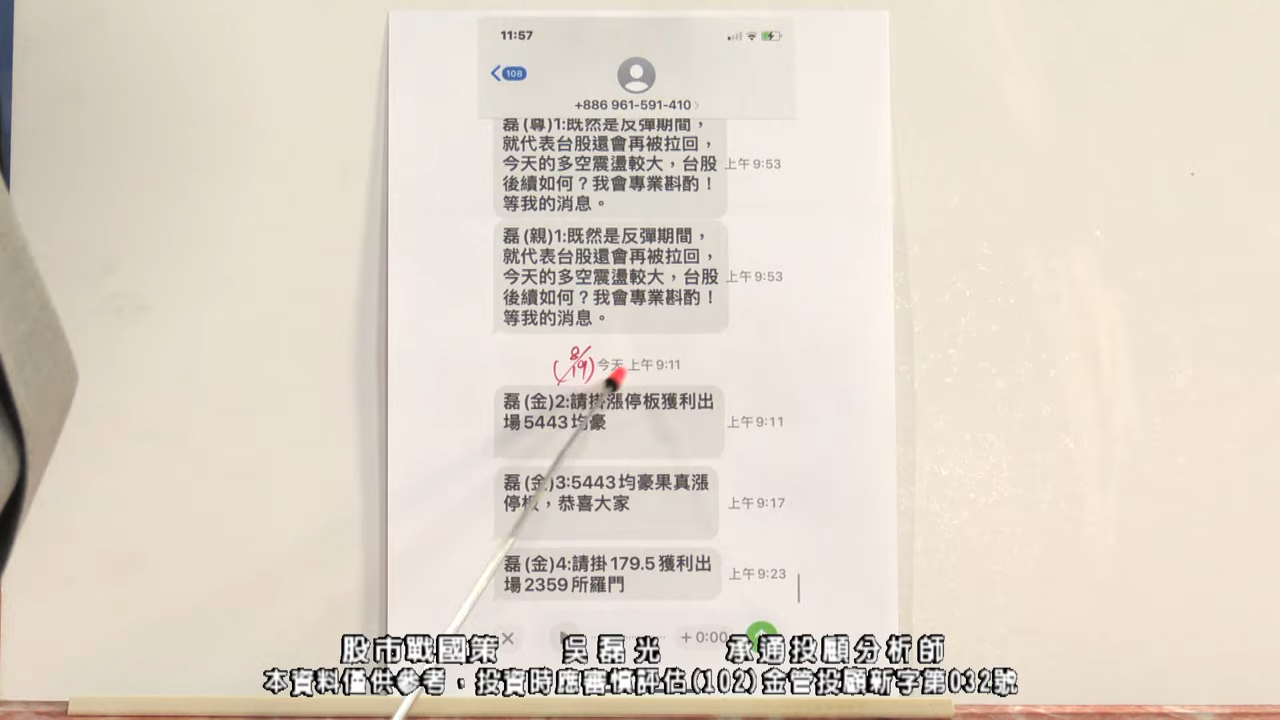 11:57
108
+886 961-591-410
磊(尊)1:既然是反彈期間，
就代表台股還會再被拉回，
今天的多空震盪較大，台股
後續如何？我會專業斟酌！
等我的消息。
上午9:53
磊(親)1:既然是反彈期間，
就代表台股還會再被拉回，
今天的多空震盪較大，台股
後續如何？我會專業斟酌！
等我的消息。
上午9:53
(8/19)今天 上午9:11
磊(金)2:請掛漲停板獲利出
場5443均豪
上午9:11
磊(金)3:5443均豪果真漲
停板，恭喜大家
上午9:17
磊(金)4:請掛179.5獲利出
場2359所羅門
上午9:23
+0:00
股市戰國策 吳磊光 承通投顧分析師
本資料僅供參考，投資時應審慎評估(102)金管投顧新字第032號